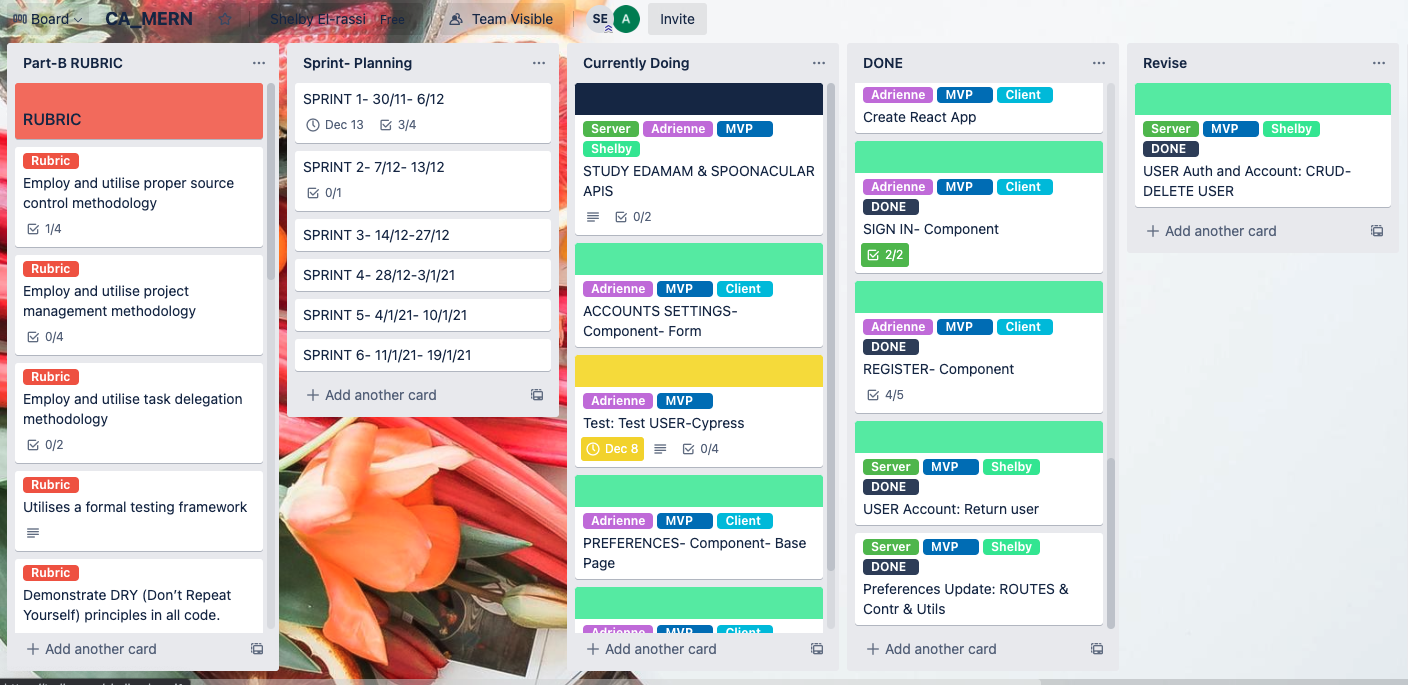 Board
CA_MERN
Shelby El-rassi
Free
Team Visible
SE
A
Invite
Part-B RUBRIC
RUBRIC
Rubric
Employ and utilise proper source
control methodology
1/4
Rubric
Employ and utilise project
management methodology
0/4
Rubric
Employ and utilise task delegation
methodology
0/2
Rubric
Utilises a formal testing framework
Rubric
Demonstrate DRY (Don't Repeat
Yourself) principles in all code.
+ Add another card
Sprint- Planning
SPRINT 1- 30/11- 6/12
Dec 13 3/4
SPRINT 2- 7/12- 13/12
0/1
SPRINT 3- 14/12-27/12
SPRINT 4- 28/12-3/1/21
SPRINT 5- 4/1/21- 10/1/21
SPRINT 6- 11/1/21- 19/1/21
+ Add another card
Currently Doing
Server Adrienne MVP
Shelby
STUDY EDAMAM & SPOONACULAR
APIS
0/2
Adrienne MVP Client
ACCOUNTS SETTINGS-
Component- Form
Adrienne MVP
Test: Test USER-Cypress
Dec 8 0/4
Adrienne MVP Client
PREFERENCES- Component- Base
Page
Adrienne MVP Client
+ Add another card
DONE
Adrienne MVP Client
Create React App
Adrienne MVP Client
DONE
SIGN IN- Component
2/2
Adrienne MVP Client
DONE
REGISTER- Component
4/5
Server MVP Shelby
DONE
USER Account: Return user
Server MVP Shelby
DONE
Preferences Update: ROUTES &
Contr & Utils
+ Add another card
Revise
Server MVP Shelby
DONE
USER Auth and Account: CRUD-
DELETE USER
+ Add another card